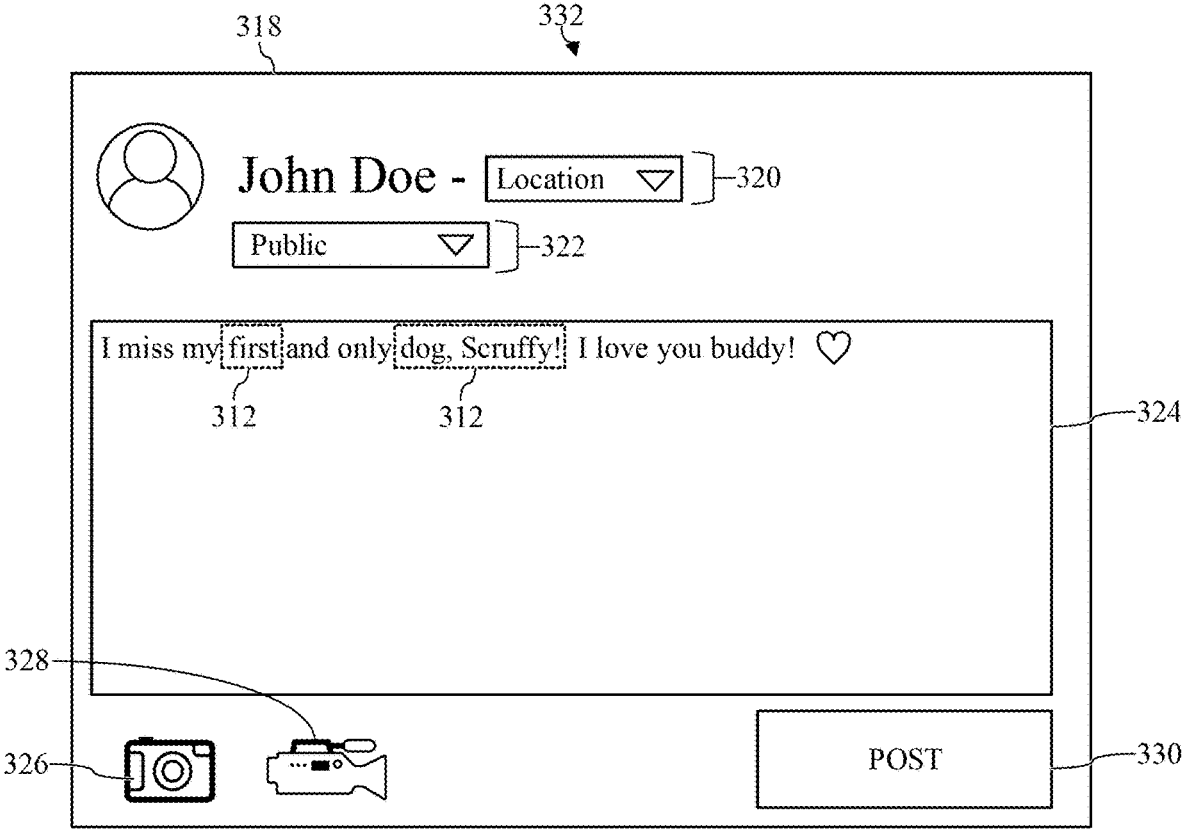 332
318
John Doe - Location
320
Public
322
I miss my first and only dog, Scruffy! I love you buddy!
312
312
324
328
326
POST
330